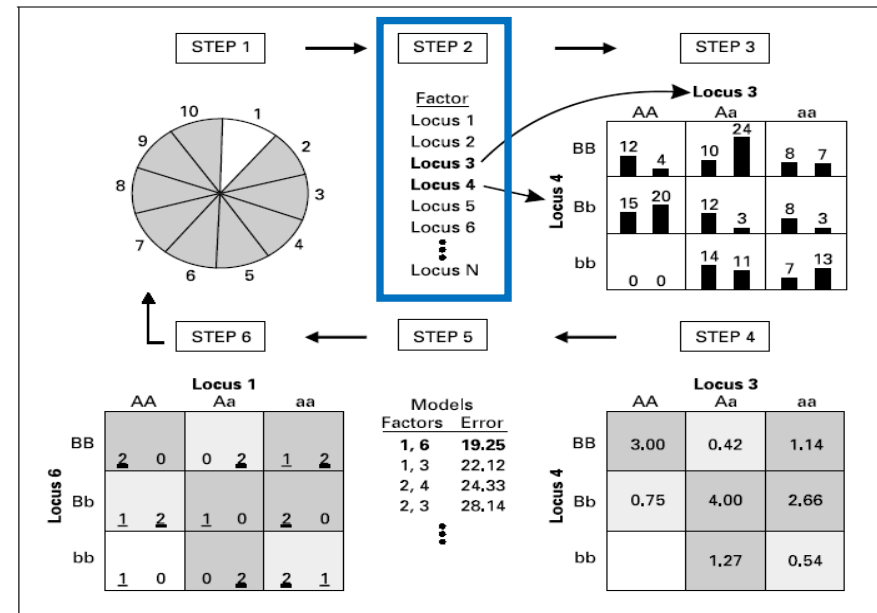 STEP 1
STEP 2
STEP 3
10
1
9
2
8
3
7
4
6
5
Factor
Locus 1
Locus 2
Locus 3
Locus 4
Locus 5
Locus 6
Locus N
Locus 3
AA Aa aa
Locus 4
BB 12 4 10 24 8 7
Bb 15 20 12 3 8 3
bb 0 0 14 11 7 13
STEP 6
STEP 5
STEP 4
Locus 1
AA Aa aa
Locus 6
BB 2 0 0 2 1 2
Bb 1 2 1 0 2 0
bb 1 0 0 2 2 1
Models
Factors Error
1, 6 19.25
1, 3 22.12
2, 4 24.33
2, 3 28.14
Locus 3
AA Aa aa
Locus 4
BB 3.00 0.42 1.14
Bb 0.75 4.00 2.66
bb 1.27 0.54